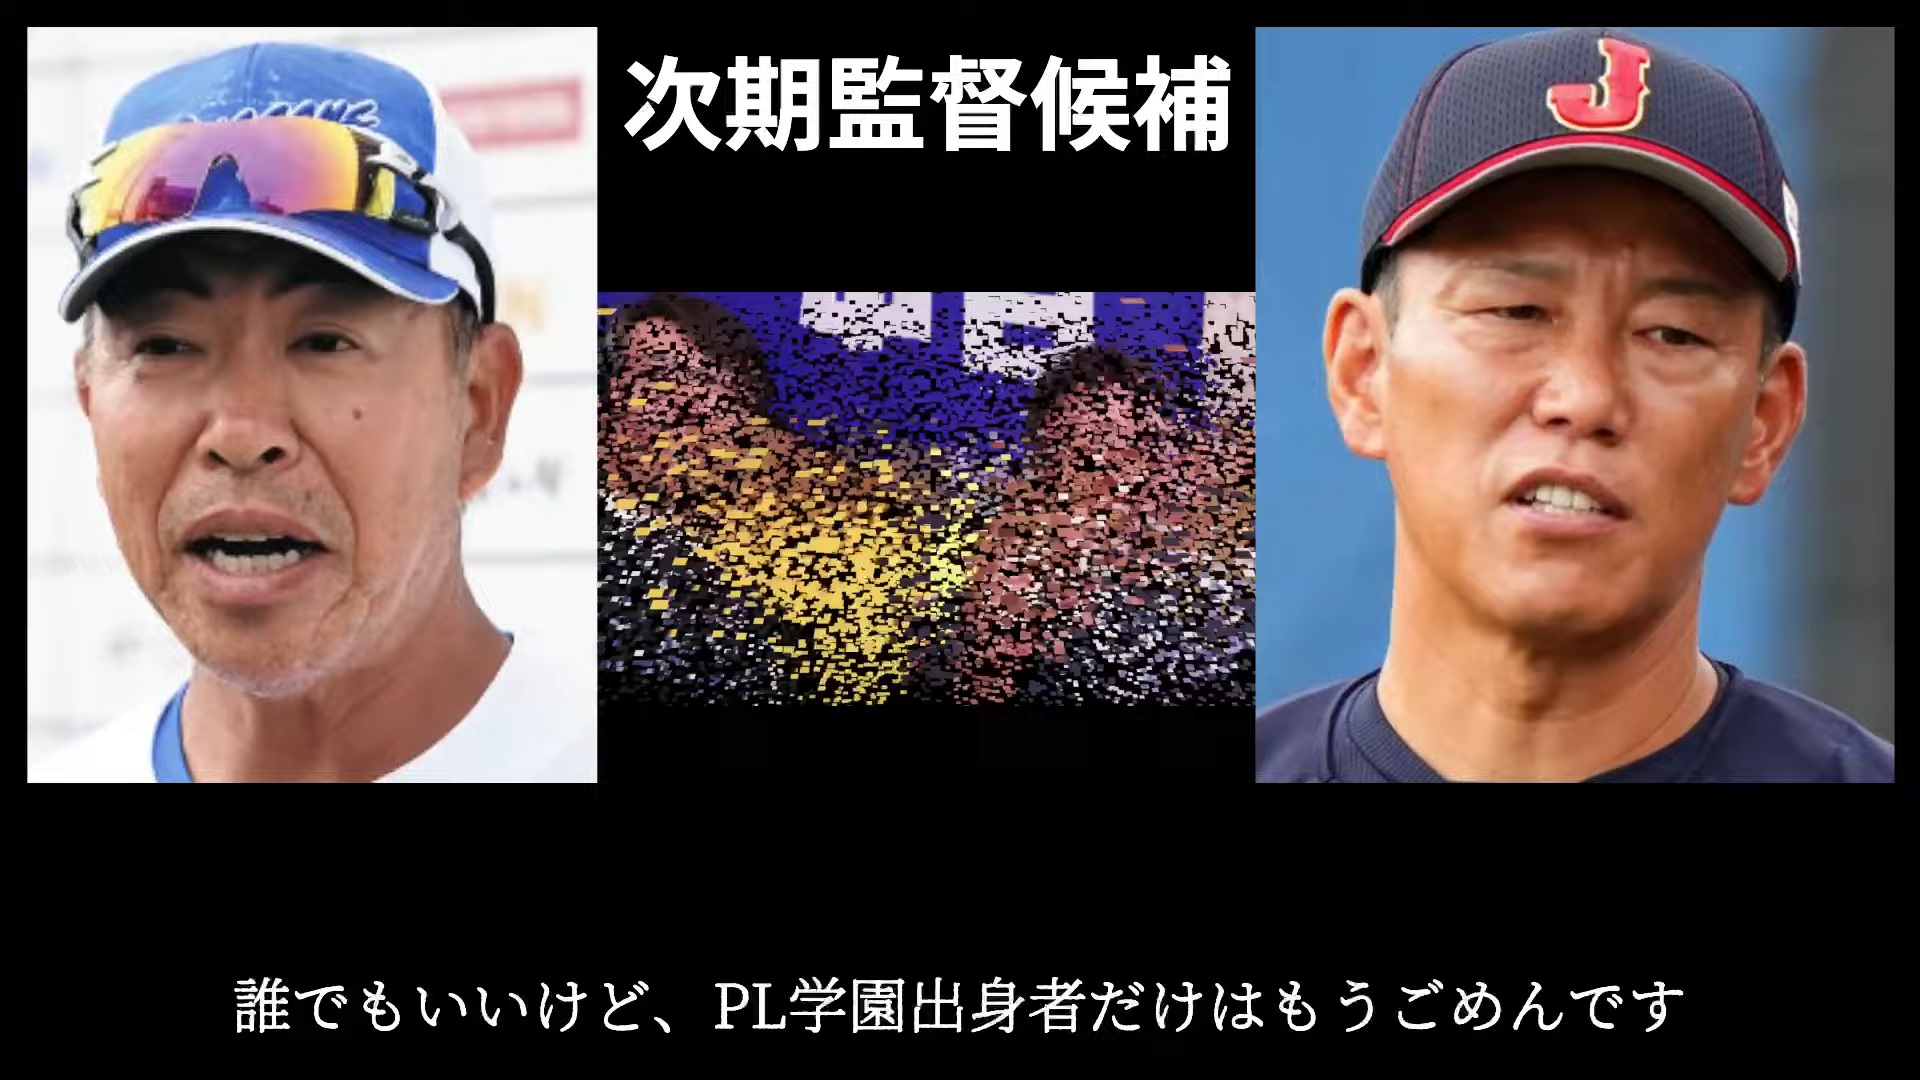 次期監督候補
J
誰でもいいけど、PL学園出身者だけはもうごめんです